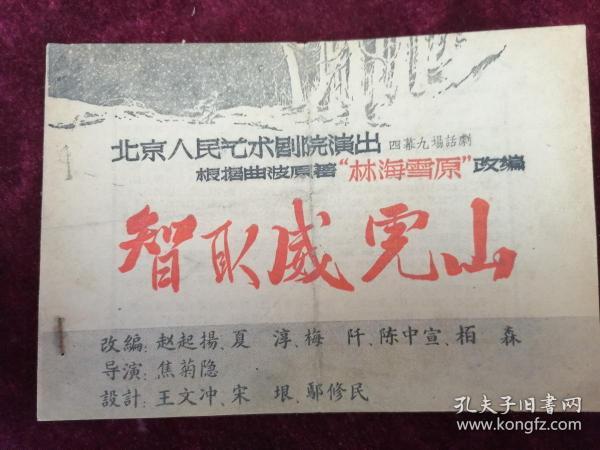 北京人民艺术剧院演出 四幕九場話劇
根据曲波原著“林海雪原”改编
智取威虎山
改編：赵起揚、夏 淳、梅 阡、陈中宣、柏 森
导演：焦菊隐
設計：王文冲、宋 垠、鄢修民
孔夫子旧书网
www.kongfz.com